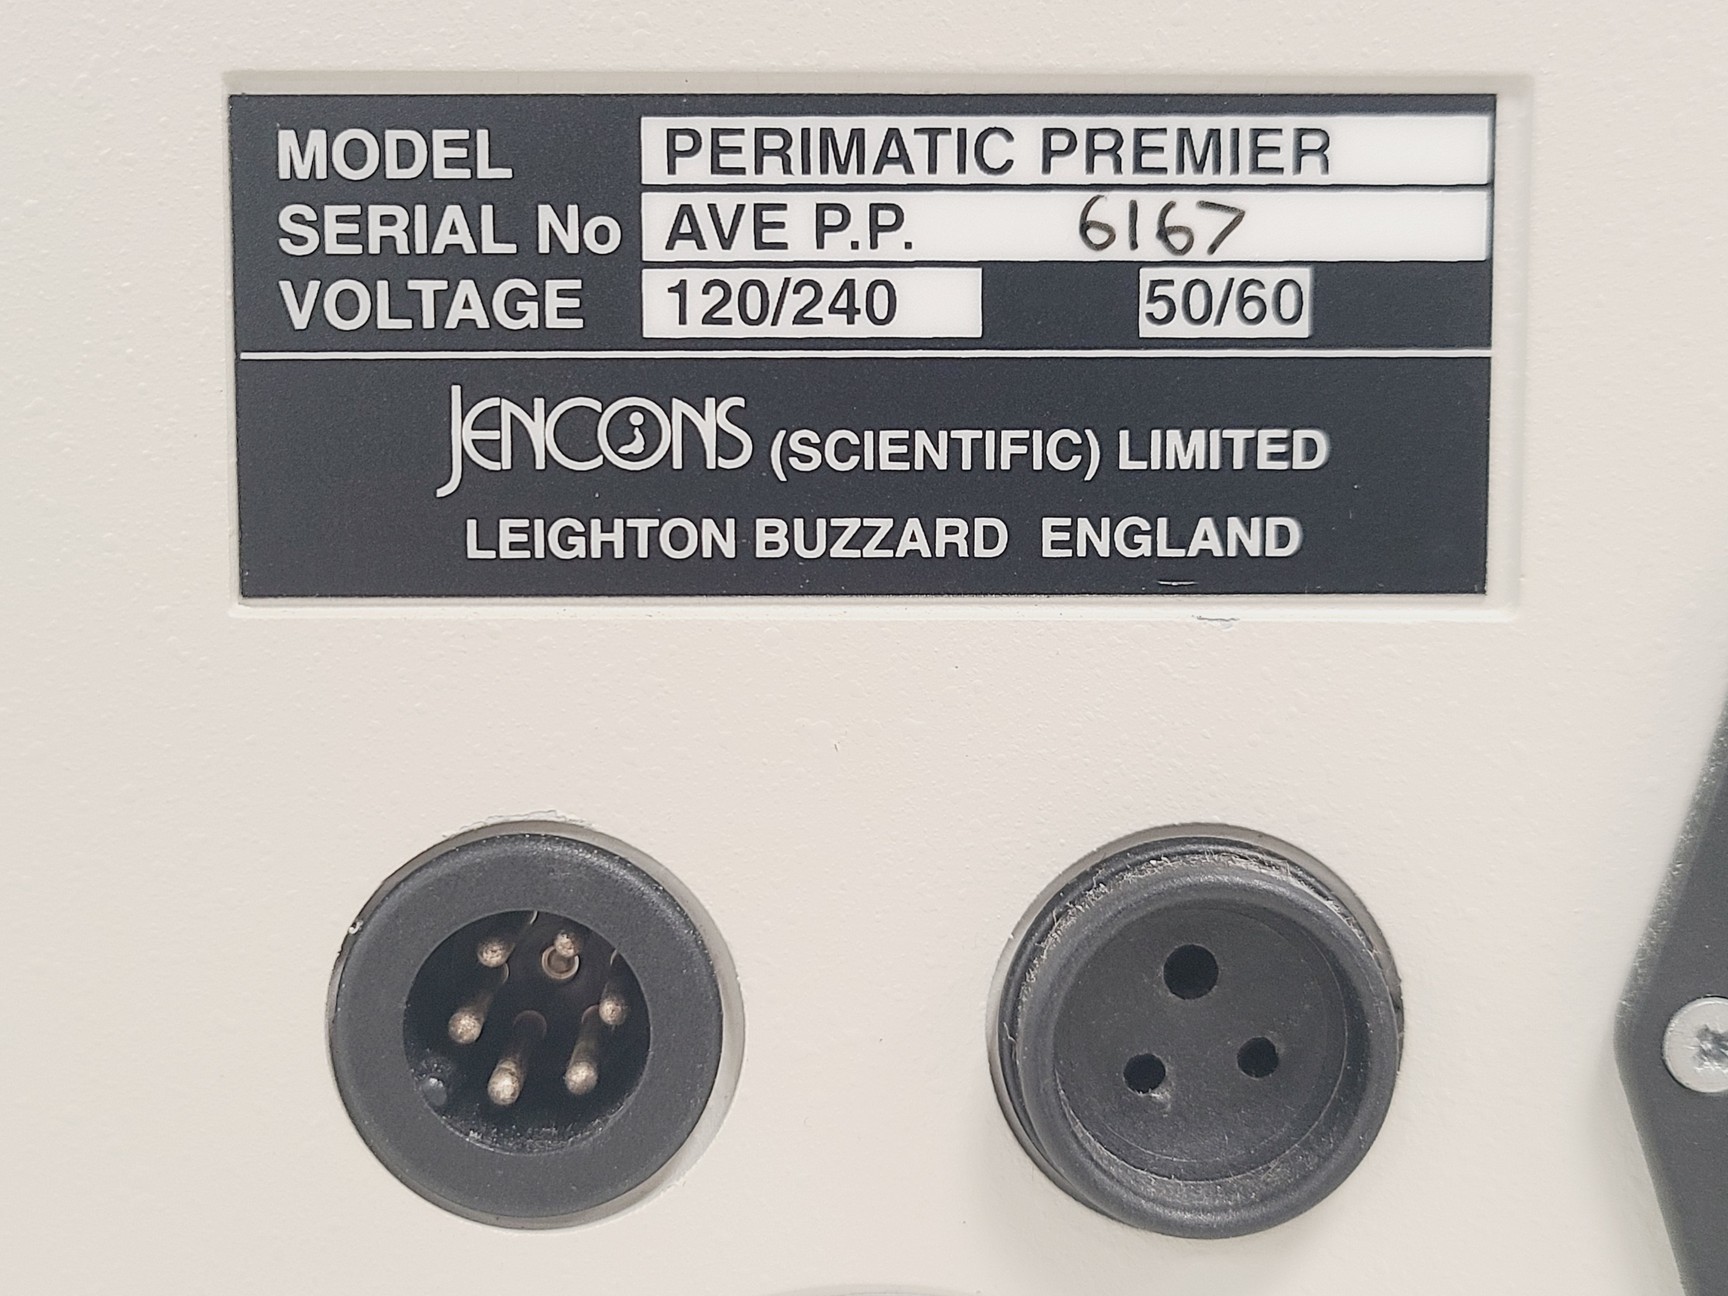 MODEL PERIMATIC PREMIER
SERIAL No AVE P.P. 6167
VOLTAGE 120/240 50/60
JENCONS (SCIENTIFIC) LIMITED
LEIGHTON BUZZARD ENGLAND